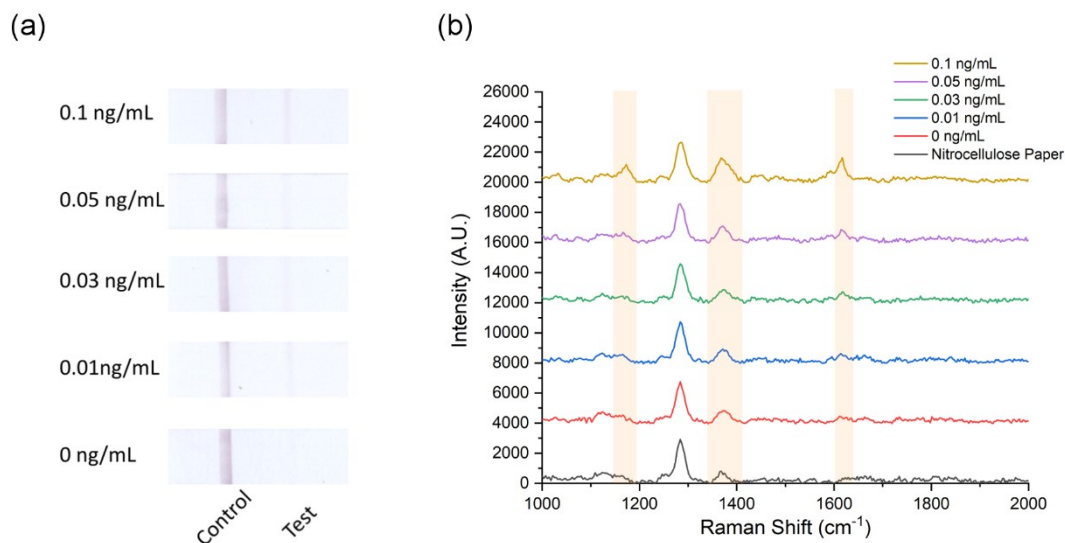 (a)
0.1 ng/mL
0.05 ng/mL
0.03 ng/mL
0.01ng/mL
0 ng/mL
Control
Test
(b)
0.1 ng/mL
0.05 ng/mL
0.03 ng/mL
0.01 ng/mL
0 ng/mL
Nitrocellulose Paper
26000
24000
22000
20000
18000
16000
14000
12000
10000
8000
6000
4000
2000
0
Intensity (A.U.)
1000 1200 1400 1600 1800 2000
Raman Shift (cm⁻¹)